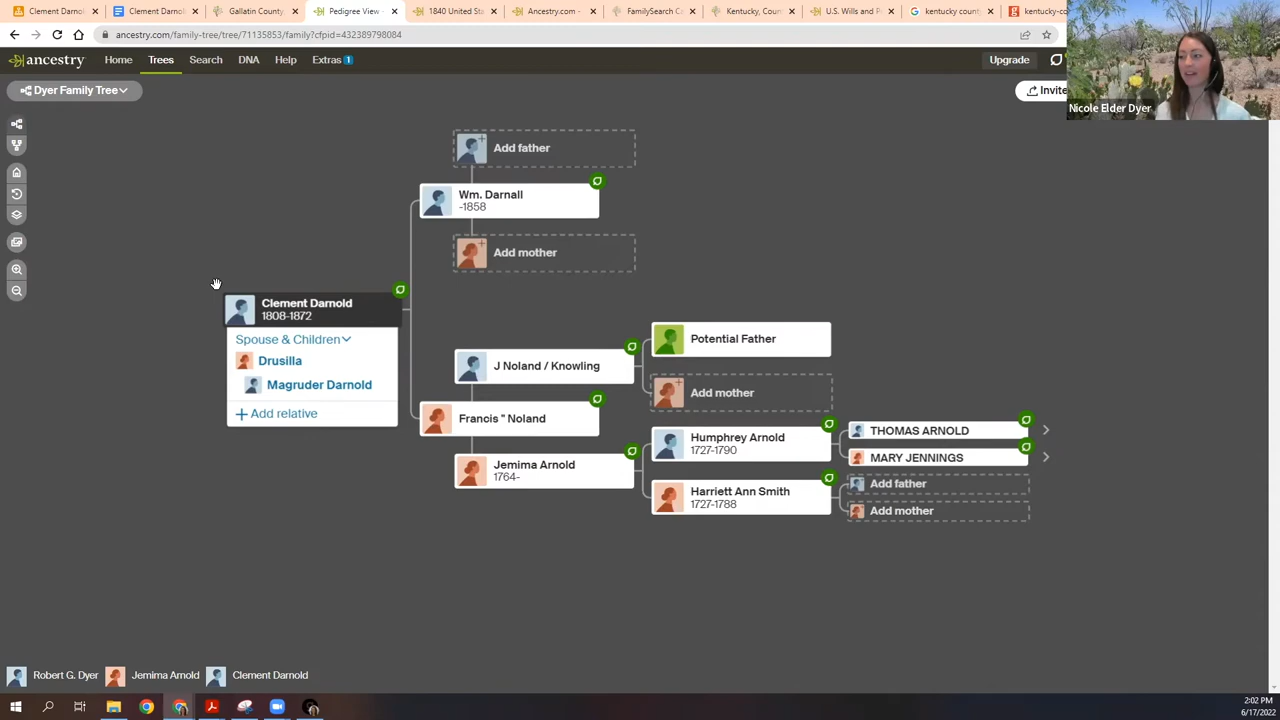 Clement Darnol
Clement Darnol
Gallatin County,
Pedigree View -
1840 United Stat
Ancestry.com -
FamilySearch Ca
Kentucky, Count
U.S. Wills and P
kentucky county
kentucky-co
ancestry.com/family-tree/tree/71135853/family?cfpid=432389798084
ancestry
Home
Trees
Search
DNA
Help
Extras 1
Upgrade
Dyer Family Tree
Invite
Nicole Elder Dyer
Add father
Wm. Darnall
-1858
Add mother
Clement Darnold
1808-1872
Spouse & Children
Drusilla
Magruder Darnold
Add relative
J Noland / Knowling
Potential Father
Add mother
Francis " Noland
Jemima Arnold
1764-
Humphrey Arnold
1727-1790
Harriett Ann Smith
1727-1788
THOMAS ARNOLD
MARY JENNINGS
Add father
Add mother
Robert G. Dyer
Jemima Arnold
Clement Darnold
2:02 PM
6/17/2022